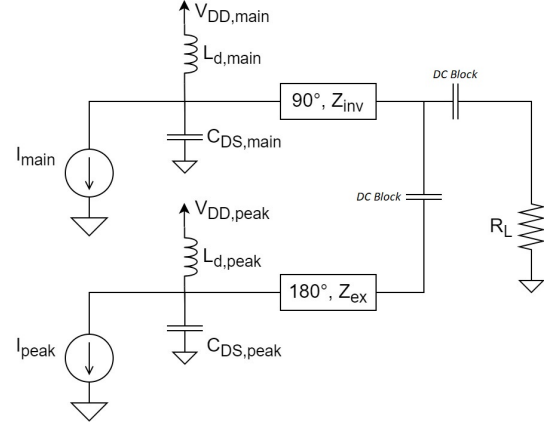 V_DD,main
L_d,main
DC Block
90°, Z_inv
C_DS,main
I_main
DC Block
V_DD,peak
R_L
L_d,peak
180°, Z_ex
I_peak
C_DS,peak